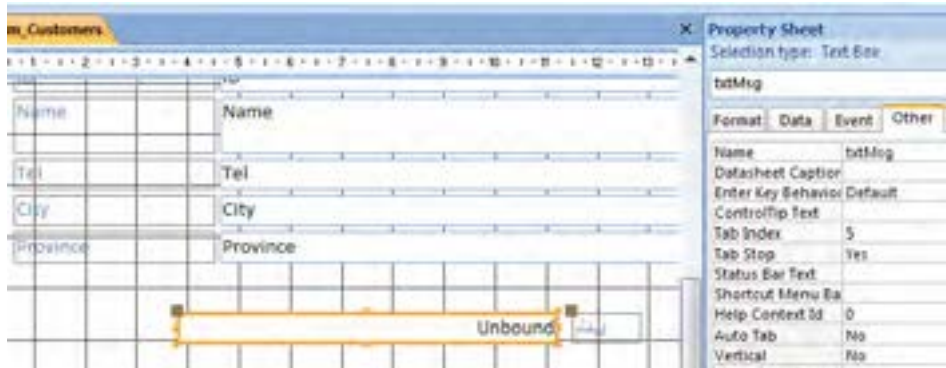 m_Customers
Name Name
Tel Tel
City City
Province Province
Unbound
Property Sheet
Selection type: Text Box
txtMsg
Format Data Event Other
Name txtMsg
Datasheet Caption
Enter Key Behavior Default
ControlTip Text
Tab Index 5
Tab Stop Yes
Status Bar Text
Shortcut Menu Ba
Help Context Id 0
Auto Tab No
Vertical No